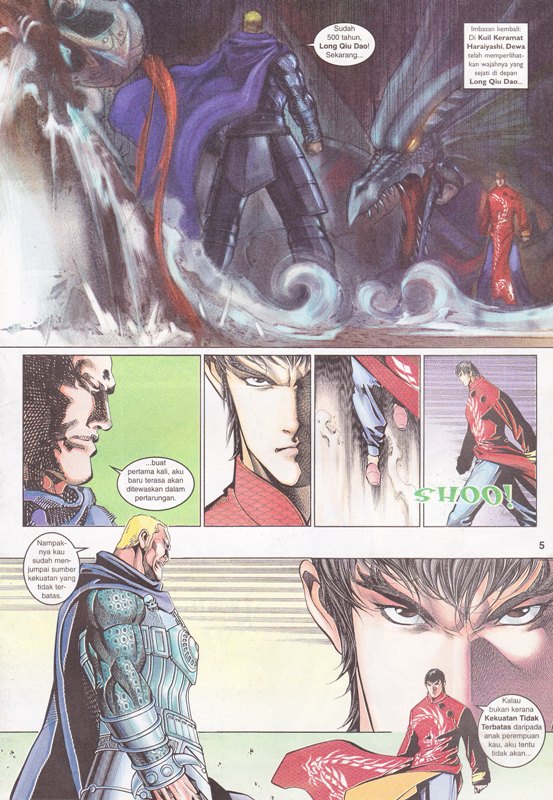 Sudah
500 tahun,
Long Qiu Dao!
Sekarang...
Imbasan kembali:
Di Kuil Keramat
Haraiyashi, Dewa
telah memperlihat-
kan wajahnya yang
sejati di depan
Long Qiu Dao...
...buat
pertama kali, aku
baru terasa akan
ditewaskan dalam
pertarungan.
SHOO!
5
Nampak-
nya kau
sudah men-
jumpai sumber
kekuatan yang
tidak ter-
batas.
Kalau
bukan kerana
Kekuatan Tidak
Terbatas daripada
anak perempuan
kau, aku tentu
tidak akan...